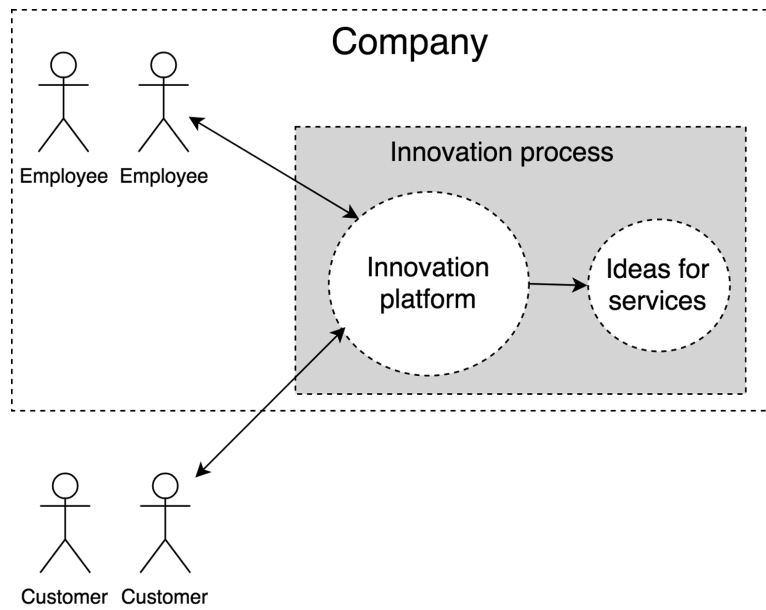 Company
Innovation process
Employee Employee
Innovation
platform
Ideas for
services
Customer Customer